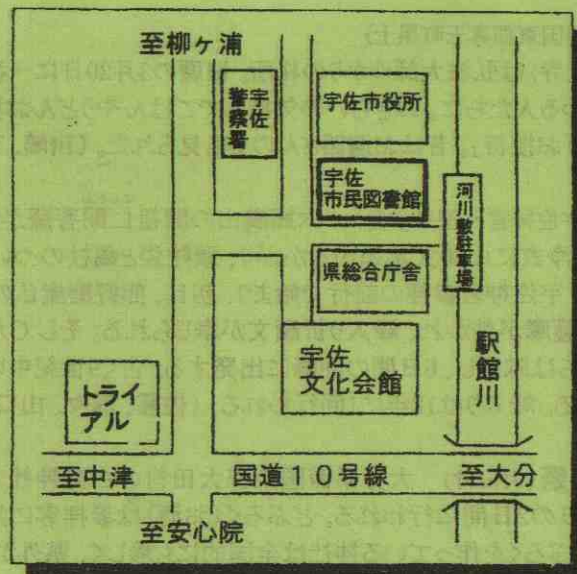 至柳ヶ浦
宇佐
警察署
宇佐市役所
宇佐
市民図書館
河川敷駐車場
県総合庁舎
宇佐
文化会館
駅館川
トライ
アル
至中津
国道10号線
至大分
至安心院